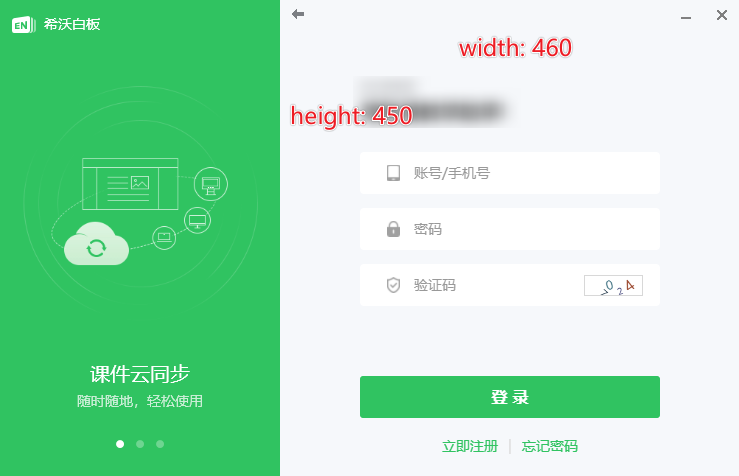 EN 希沃白板
width: 460
height: 450
账号/手机号
密码
验证码
课件云同步
登 录
随时随地，轻松使用
立即注册 | 忘记密码